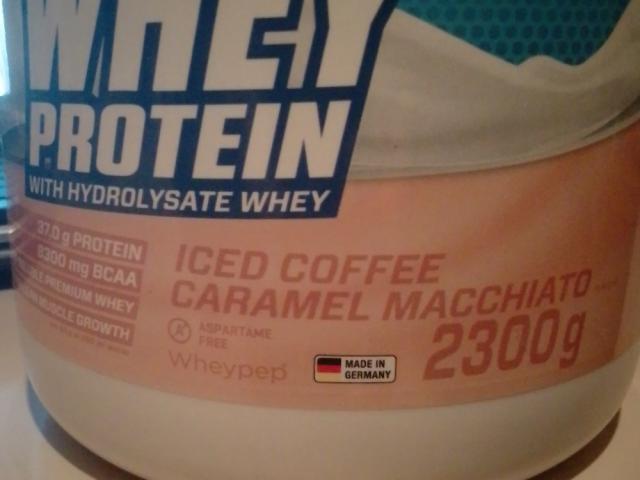 WHEY
PROTEIN
WITH HYDROLYSATE WHEY
37.0 g PROTEIN
8300 mg BCAA
PREMIUM WHEY
MUSCLE GROWTH
ICED COFFEE
CARAMEL MACCHIATO
ASPARTAME
FREE
Wheypep
MADE IN
GERMANY
2300g